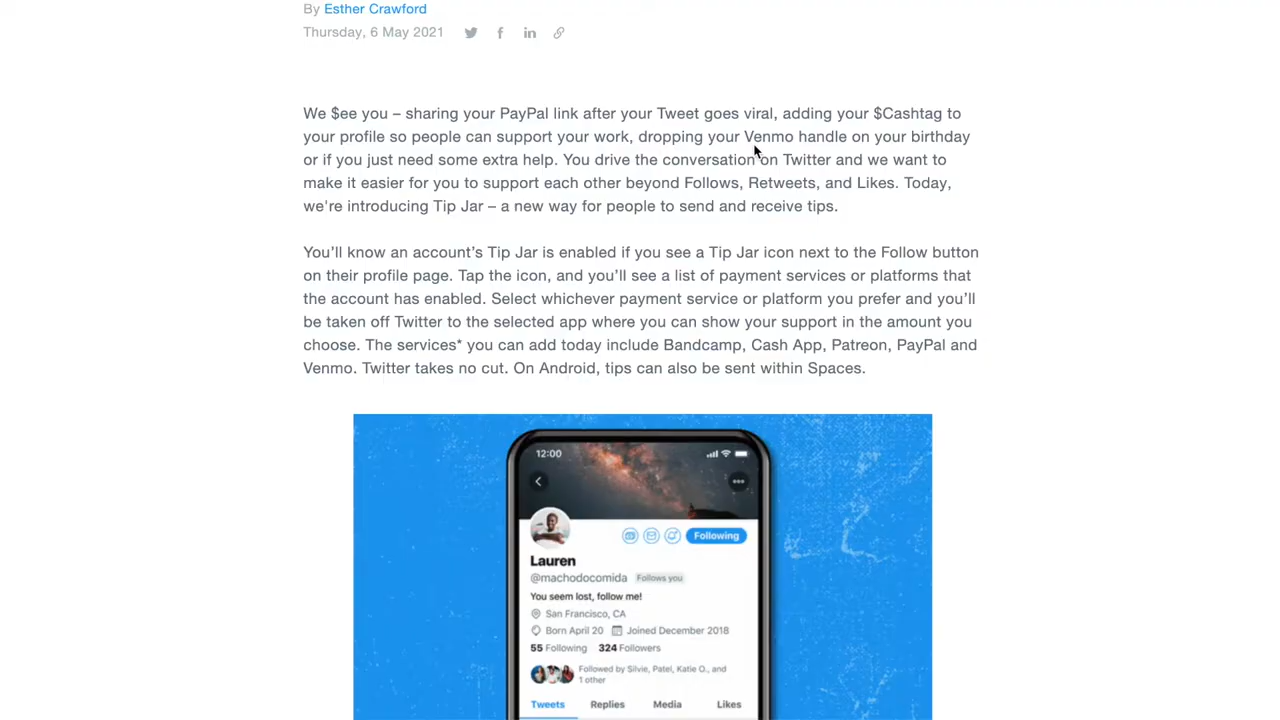 By Esther Crawford
Thursday, 6 May 2021
We $ee you – sharing your PayPal link after your Tweet goes viral, adding your $Cashtag to
your profile so people can support your work, dropping your Venmo handle on your birthday
or if you just need some extra help. You drive the conversation on Twitter and we want to
make it easier for you to support each other beyond Follows, Retweets, and Likes. Today,
we're introducing Tip Jar – a new way for people to send and receive tips.
You’ll know an account’s Tip Jar is enabled if you see a Tip Jar icon next to the Follow button
on their profile page. Tap the icon, and you’ll see a list of payment services or platforms that
the account has enabled. Select whichever payment service or platform you prefer and you’ll
be taken off Twitter to the selected app where you can show your support in the amount you
choose. The services* you can add today include Bandcamp, Cash App, Patreon, PayPal and
Venmo. Twitter takes no cut. On Android, tips can also be sent within Spaces.
12:00
Following
Lauren
@machodocomida Follows you
You seem lost, follow me!
San Francisco, CA
Born April 20 Joined December 2018
55 Following 324 Followers
Followed by Silvie, Patel, Katie O., and
1 other
Tweets Replies Media Likes